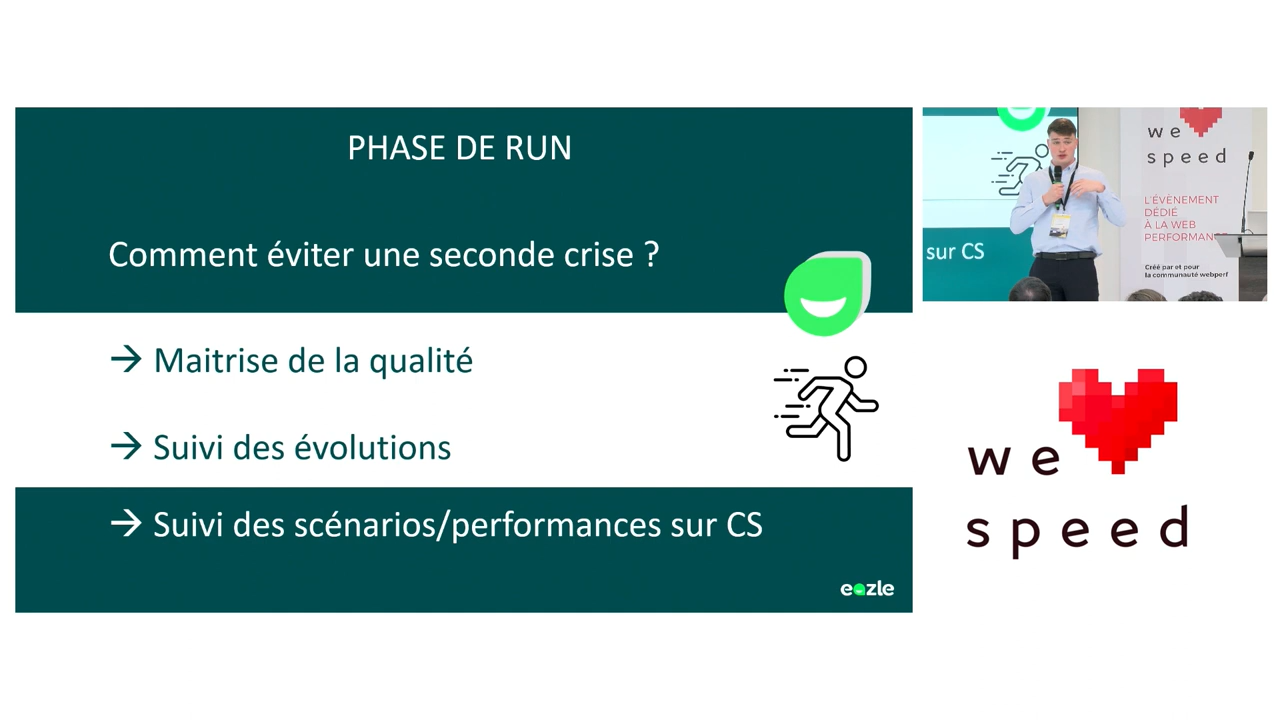 PHASE DE RUN
Comment éviter une seconde crise ?
→ Maitrise de la qualité
→ Suivi des évolutions
→ Suivi des scénarios/performances sur CS
eazle
sur CS
we
speed
L'ÉVÈNEMENT
DÉDIÉ
À LA WEB
PERFORMANCE
Créé par et pour
la communauté webperf
we
speed